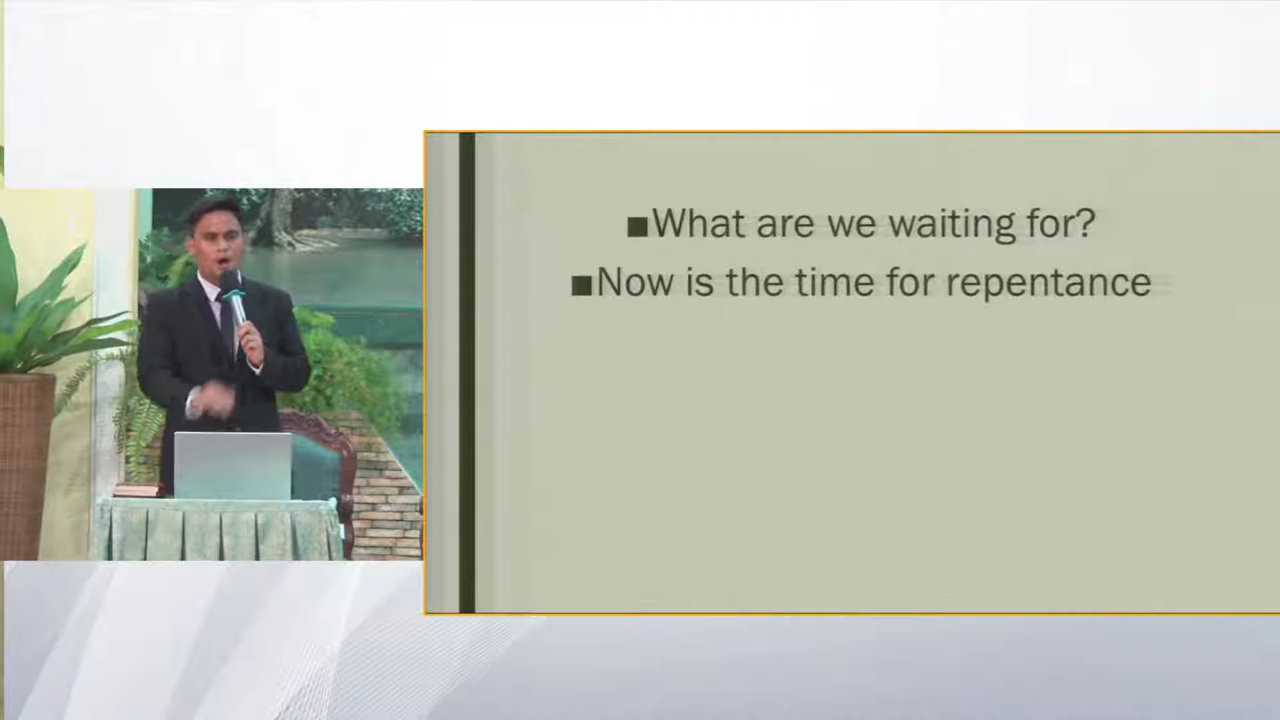 ■What are we waiting for?
■Now is the time for repentance